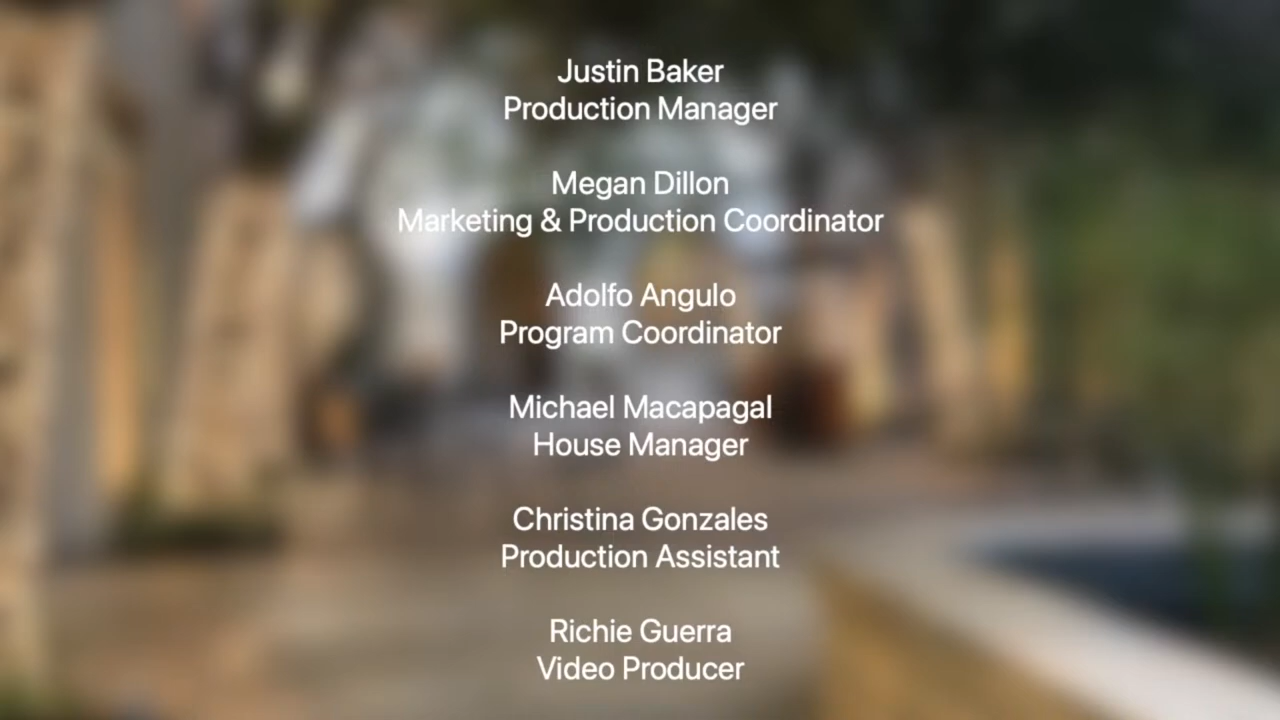 Justin Baker
Production Manager
Megan Dillon
Marketing & Production Coordinator
Adolfo Angulo
Program Coordinator
Michael Macapagal
House Manager
Christina Gonzales
Production Assistant
Richie Guerra
Video Producer